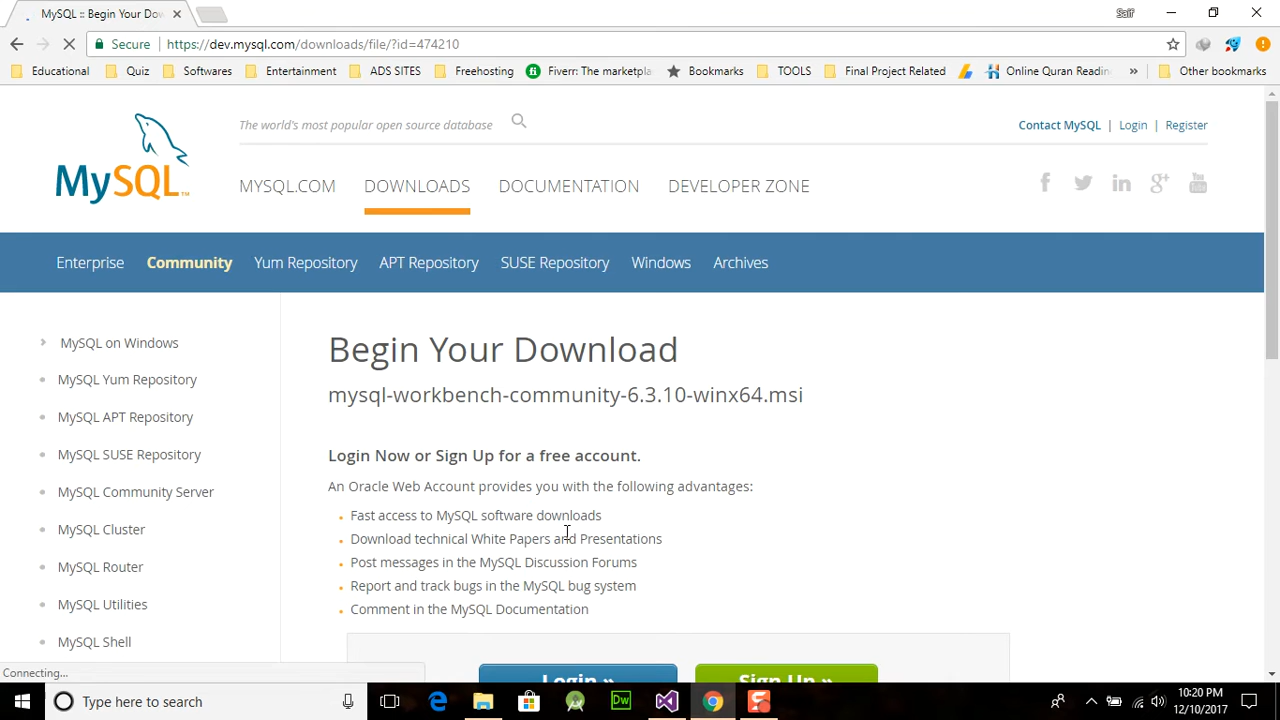 MySQL :: Begin Your Dow
Saif
Secure
https://dev.mysql.com/downloads/file/?id=474210
Educational
Quiz
Softwares
Entertainment
ADS SITES
Freehosting
Fiverr: The marketpla
Bookmarks
TOOLS
Final Project Related
Online Quran Readin
»
Other bookmarks
MySQL™
The world's most popular open source database
Contact MySQL | Login | Register
MYSQL.COM
DOWNLOADS
DOCUMENTATION
DEVELOPER ZONE
Enterprise
Community
Yum Repository
APT Repository
SUSE Repository
Windows
Archives
MySQL on Windows
MySQL Yum Repository
MySQL APT Repository
MySQL SUSE Repository
MySQL Community Server
MySQL Cluster
MySQL Router
MySQL Utilities
MySQL Shell
Begin Your Download
mysql-workbench-community-6.3.10-winx64.msi
Login Now or Sign Up for a free account.
An Oracle Web Account provides you with the following advantages:
Fast access to MySQL software downloads
Download technical White Papers and Presentations
Post messages in the MySQL Discussion Forums
Report and track bugs in the MySQL bug system
Comment in the MySQL Documentation
Login »
Sign Up »
Connecting...
Type here to search
10:20 PM
12/10/2017